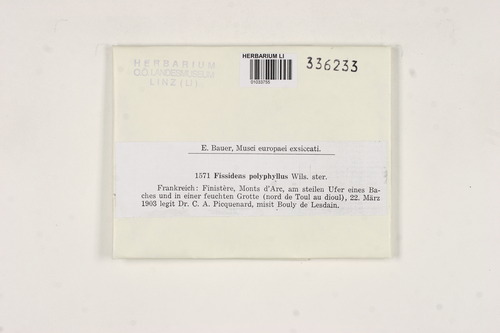 HERBARIUM
O.Ö. LANDESMUSEUM
LINZ (LI)
HERBARIUM LI
336233
E. Bauer, Musci europaei exsiccati.
1571 Fissidens polyphyllus Wils. ster.
Frankreich: Finistère, Monts d'Arc, am steilen Ufer eines Ba-
ches und in einer feuchten Grotte (nord de Toul au dioul), 22. März
1903 legit Dr. C. A. Picquenard, misit Bouly de Lesdain.